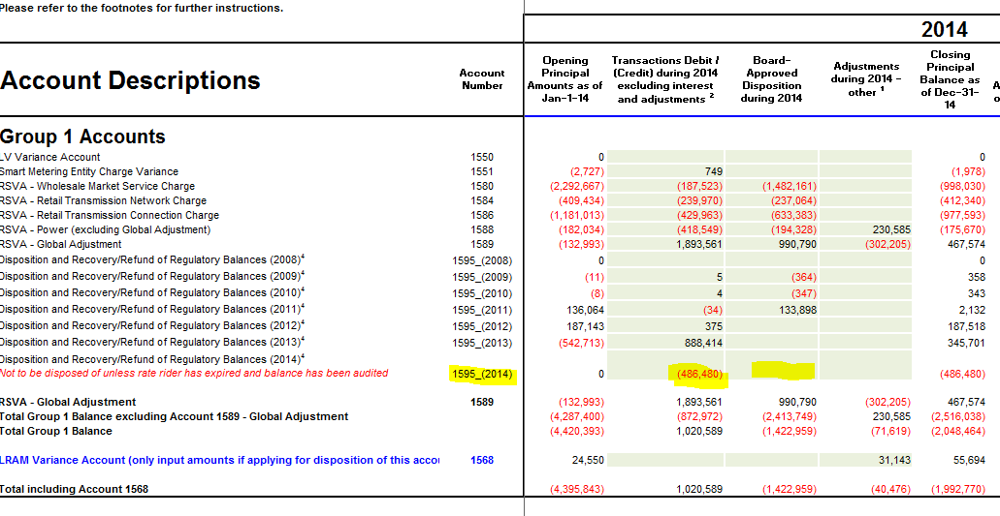 Please refer to the footnotes for further instructions.
2014
Account Descriptions
Account Number
Opening Principal Amounts as of Jan-1-14
Transactions Debit / (Credit) during 2014 excluding interest and adjustments 2
Board-Approved Disposition during 2014
Adjustments during 2014 - other 1
Closing Principal Balance as of Dec-31-14
Group 1 Accounts
LV Variance Account 1550 0 0
Smart Metering Entity Charge Variance 1551 (2,727) 749 (1,978)
RSVA - Wholesale Market Service Charge 1580 (2,292,667) (187,523) (1,482,161) (998,030)
RSVA - Retail Transmission Network Charge 1584 (409,434) (239,970) (237,064) (412,340)
RSVA - Retail Transmission Connection Charge 1586 (1,181,013) (429,963) (633,383) (977,593)
RSVA - Power (excluding Global Adjustment) 1588 (182,034) (418,549) (194,328) 230,585 (175,670)
RSVA - Global Adjustment 1589 (132,993) 1,893,561 990,790 (302,205) 467,574
Disposition and Recovery/Refund of Regulatory Balances (2008)4 1595_(2008) 0 0
Disposition and Recovery/Refund of Regulatory Balances (2009)4 1595_(2009) (11) 5 (364) 358
Disposition and Recovery/Refund of Regulatory Balances (2010)4 1595_(2010) (8) 4 (347) 343
Disposition and Recovery/Refund of Regulatory Balances (2011)4 1595_(2011) 136,064 (34) 133,898 2,132
Disposition and Recovery/Refund of Regulatory Balances (2012)4 1595_(2012) 187,143 375 187,518
Disposition and Recovery/Refund of Regulatory Balances (2013)4 1595_(2013) (542,713) 888,414 345,701
Disposition and Recovery/Refund of Regulatory Balances (2014)4
Not to be disposed of unless rate rider has expired and balance has been audited 1595_(2014) 0 (486,480) (486,480)
RSVA - Global Adjustment 1589 (132,993) 1,893,561 990,790 (302,205) 467,574
Total Group 1 Balance excluding Account 1589 - Global Adjustment (4,287,400) (872,972) (2,413,749) 230,585 (2,516,038)
Total Group 1 Balance (4,420,393) 1,020,589 (1,422,959) (71,619) (2,048,464)
LRAM Variance Account (only input amounts if applying for disposition of this accou 1568 24,550 31,143 55,694
Total including Account 1568 (4,395,843) 1,020,589 (1,422,959) (40,476) (1,992,770)